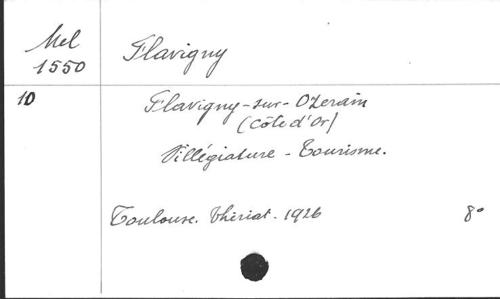 Mel
1550
Flavigny
10
Flavigny-sur-Ozerain
(Côte d'Or)
Villégiature - Tourisme.
Toulouse. Thériat. 1926
8°